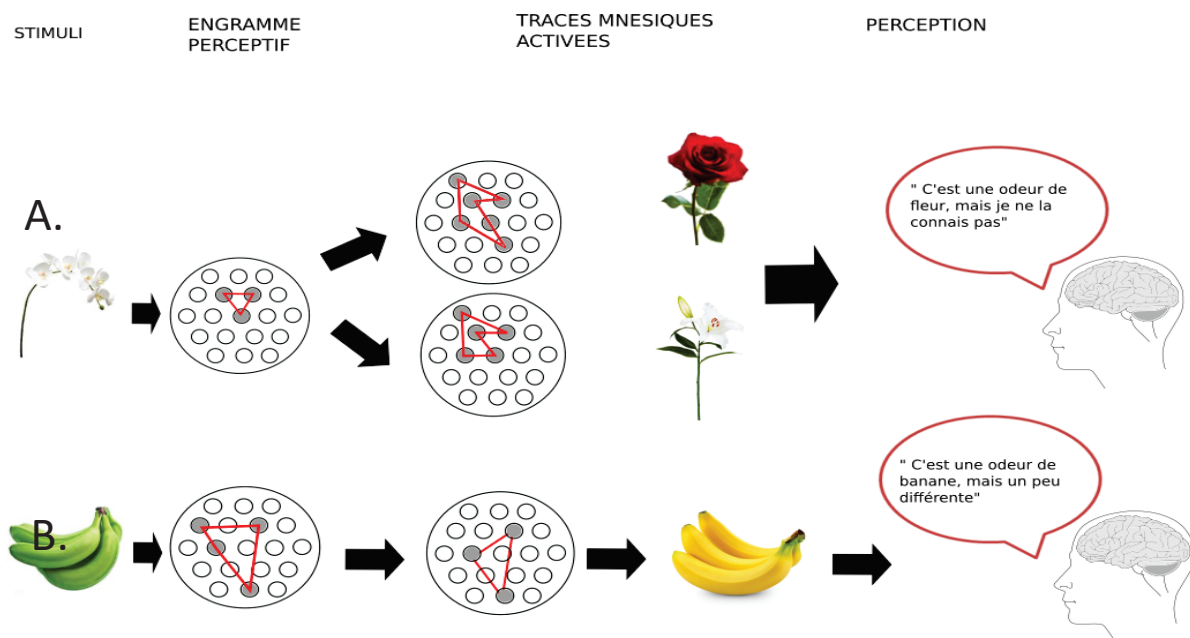 STIMULI
ENGRAMME
PERCEPTIF
TRACES MNESIQUES
ACTIVEES
PERCEPTION
A.
" C'est une odeur de
fleur, mais je ne la
connais pas"
B.
" C'est une odeur de
banane, mais un peu
différente"